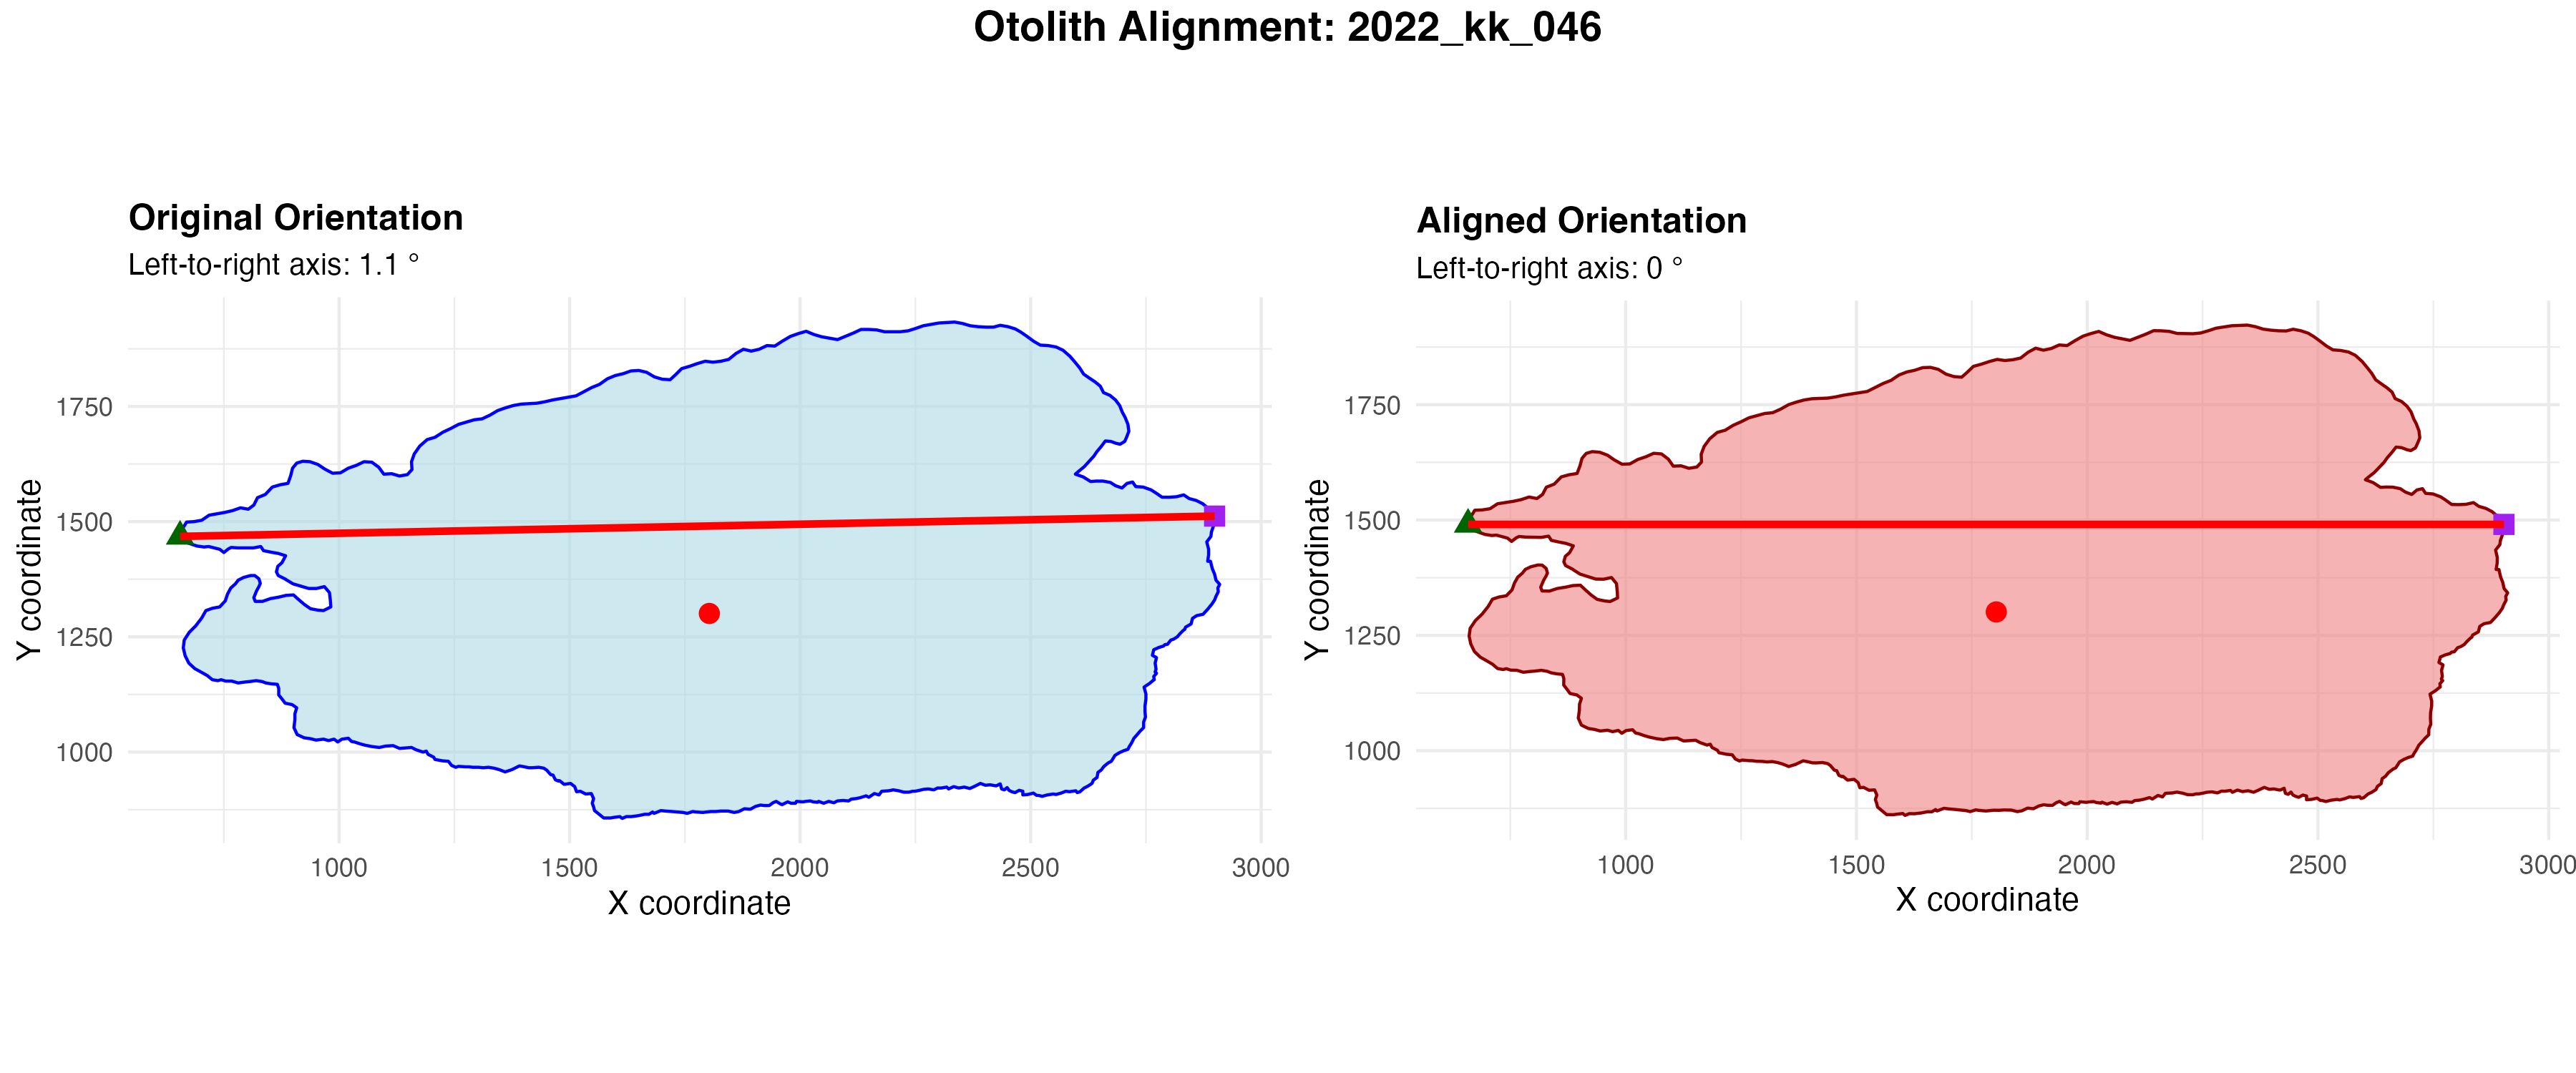 Otolith Alignment: 2022_kk_046
Original Orientation
Left-to-right axis: 1.1 °
Y coordinate
1750
1500
1250
1000
1000 1500 2000 2500 3000
X coordinate
Aligned Orientation
Left-to-right axis: 0 °
Y coordinate
1750
1500
1250
1000
1000 1500 2000 2500 3000
X coordinate